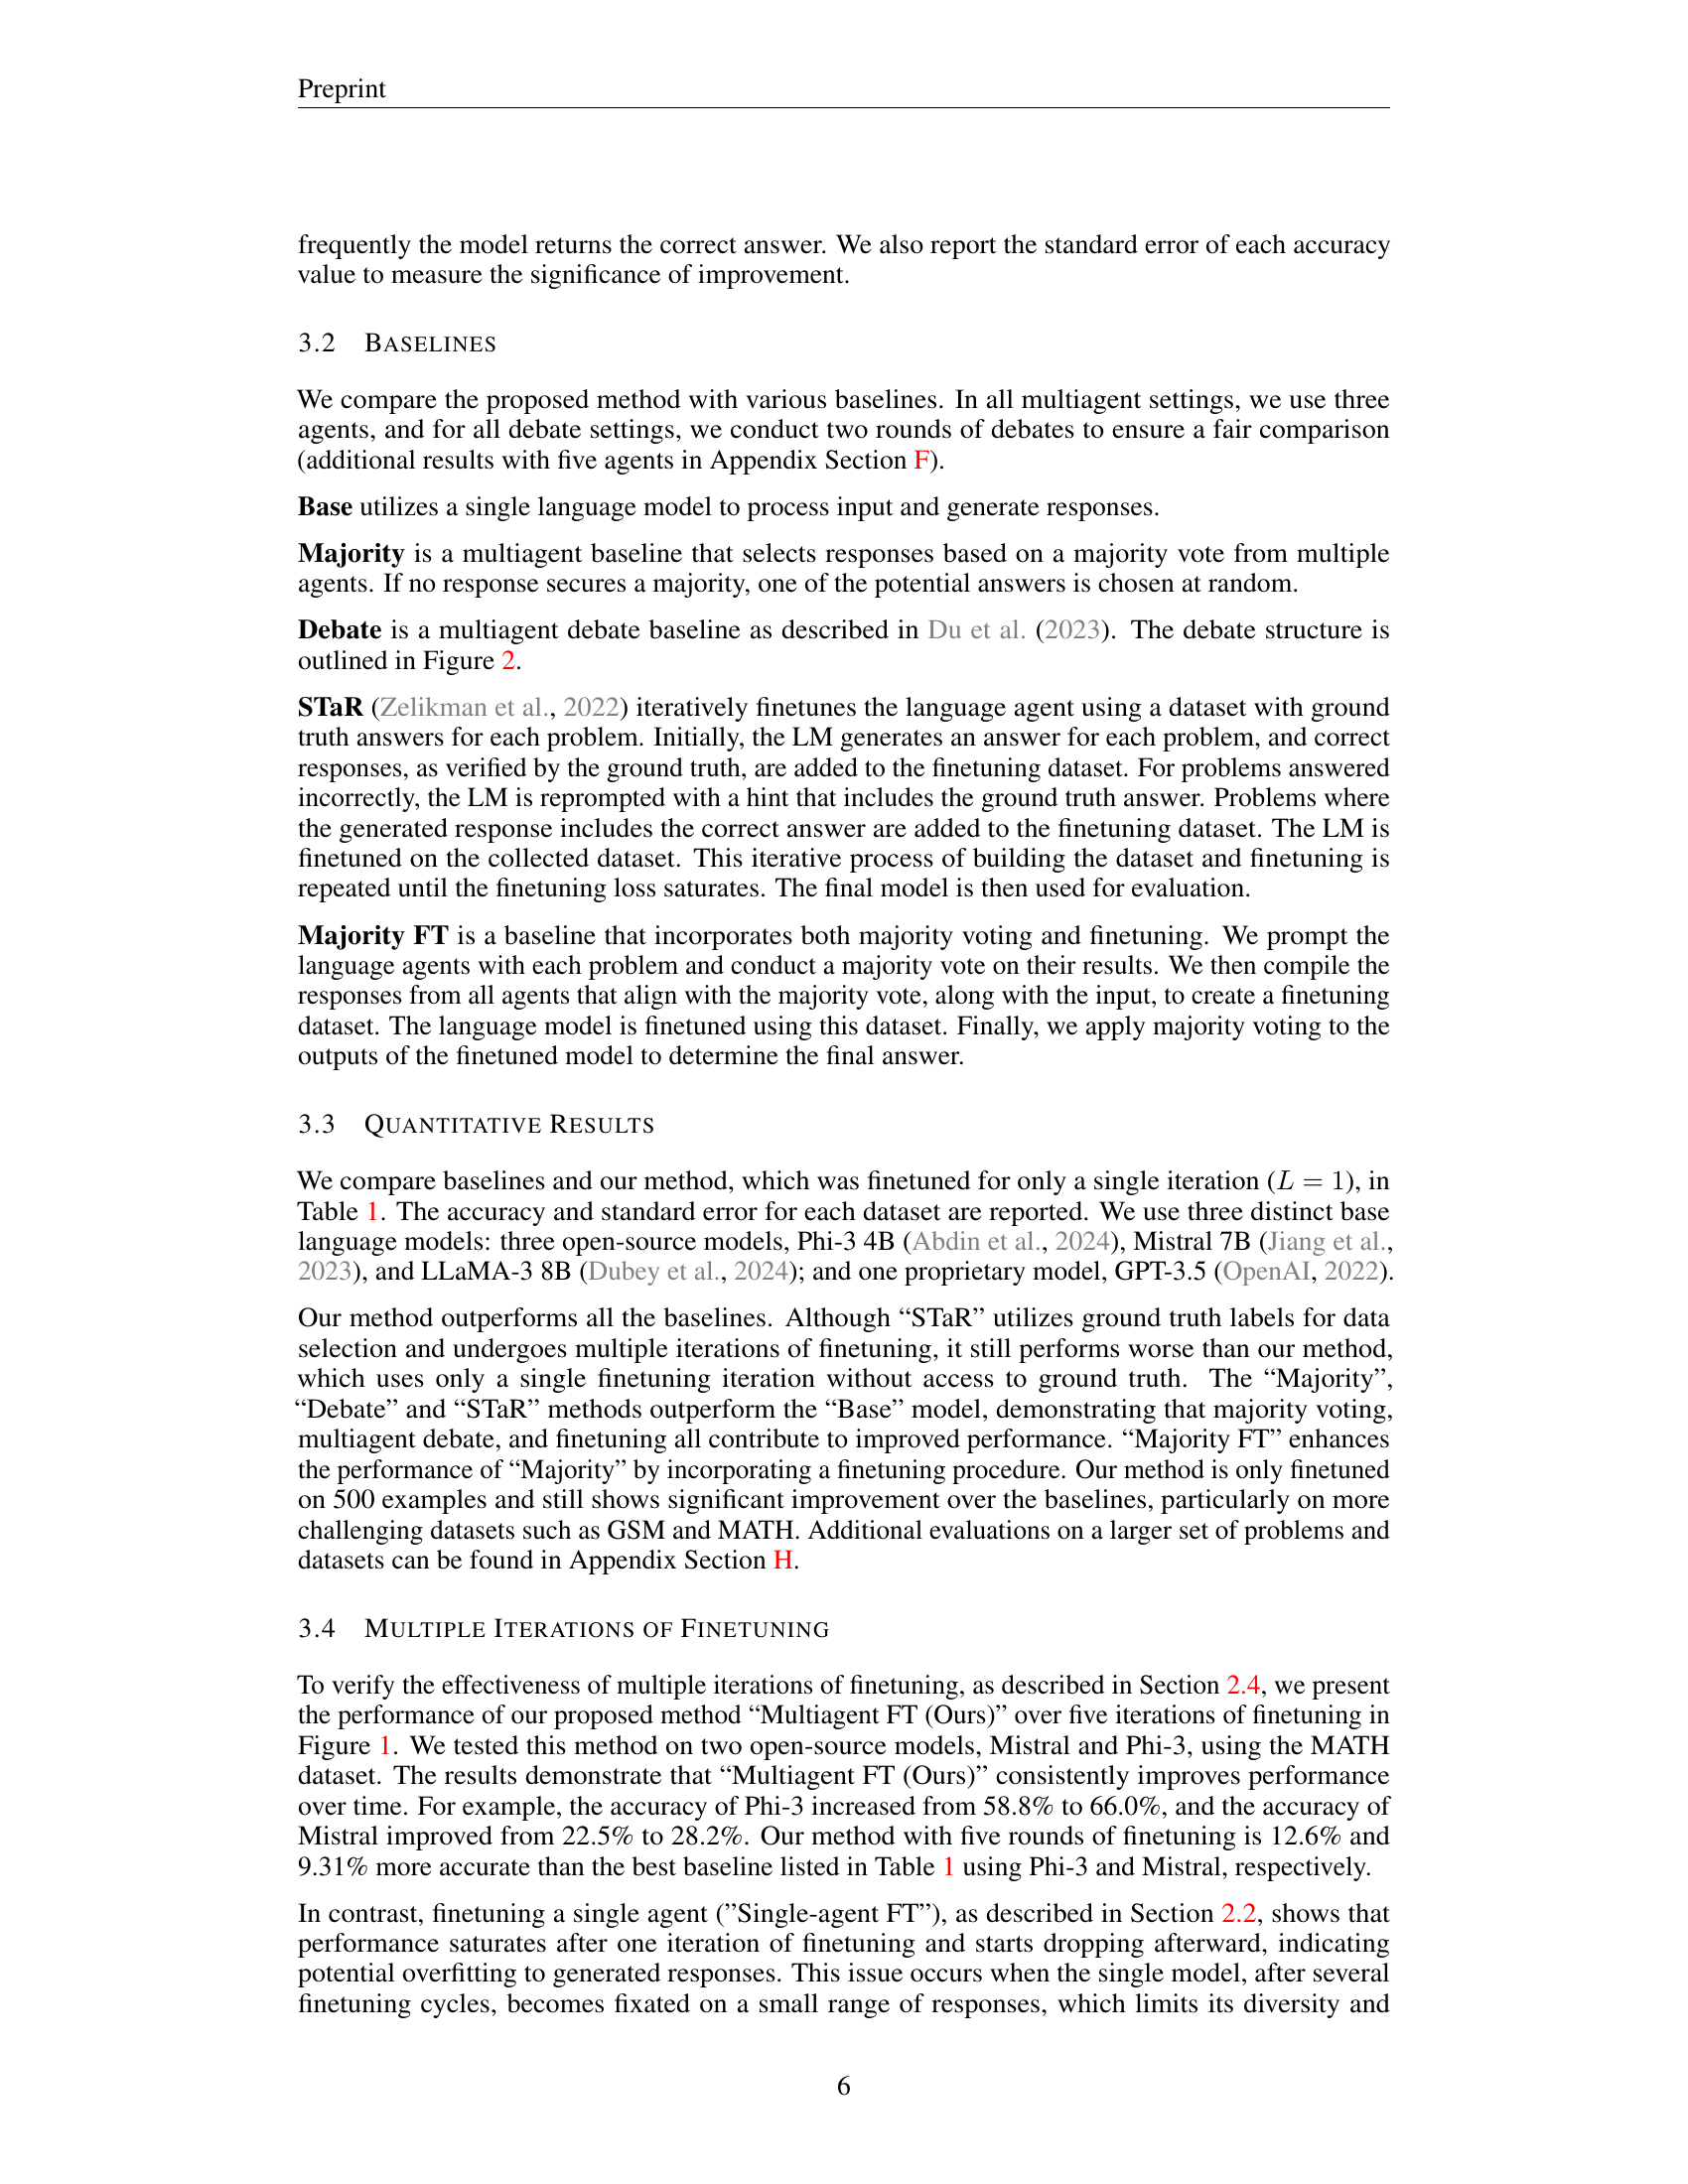 Preprint
frequently the model returns the correct answer. We also report the standard error of each accuracy
value to measure the significance of improvement.
3.2 BASELINES
We compare the proposed method with various baselines. In all multiagent settings, we use three
agents, and for all debate settings, we conduct two rounds of debates to ensure a fair comparison
(additional results with five agents in Appendix Section F).
Base utilizes a single language model to process input and generate responses.
Majority is a multiagent baseline that selects responses based on a majority vote from multiple
agents. If no response secures a majority, one of the potential answers is chosen at random.
Debate is a multiagent debate baseline as described in Du et al. (2023). The debate structure is
outlined in Figure 2.
STaR (Zelikman et al., 2022) iteratively finetunes the language agent using a dataset with ground
truth answers for each problem. Initially, the LM generates an answer for each problem, and correct
responses, as verified by the ground truth, are added to the finetuning dataset. For problems answered
incorrectly, the LM is reprompted with a hint that includes the ground truth answer. Problems where
the generated response includes the correct answer are added to the finetuning dataset. The LM is
finetuned on the collected dataset. This iterative process of building the dataset and finetuning is
repeated until the finetuning loss saturates. The final model is then used for evaluation.
Majority FT is a baseline that incorporates both majority voting and finetuning. We prompt the
language agents with each problem and conduct a majority vote on their results. We then compile the
responses from all agents that align with the majority vote, along with the input, to create a finetuning
dataset. The language model is finetuned using this dataset. Finally, we apply majority voting to the
outputs of the finetuned model to determine the final answer.
3.3 QUANTITATIVE RESULTS
We compare baselines and our method, which was finetuned for only a single iteration (L = 1), in
Table 1. The accuracy and standard error for each dataset are reported. We use three distinct base
language models: three open-source models, Phi-3 4B (Abdin et al., 2024), Mistral 7B (Jiang et al.,
2023), and LLaMA-3 8B (Dubey et al., 2024); and one proprietary model, GPT-3.5 (OpenAI, 2022).
Our method outperforms all the baselines. Although “STaR” utilizes ground truth labels for data
selection and undergoes multiple iterations of finetuning, it still performs worse than our method,
which uses only a single finetuning iteration without access to ground truth. The “Majority”,
“Debate” and “STaR” methods outperform the “Base” model, demonstrating that majority voting,
multiagent debate, and finetuning all contribute to improved performance. “Majority FT” enhances
the performance of “Majority” by incorporating a finetuning procedure. Our method is only finetuned
on 500 examples and still shows significant improvement over the baselines, particularly on more
challenging datasets such as GSM and MATH. Additional evaluations on a larger set of problems and
datasets can be found in Appendix Section H.
3.4 MULTIPLE ITERATIONS OF FINETUNING
To verify the effectiveness of multiple iterations of finetuning, as described in Section 2.4, we present
the performance of our proposed method “Multiagent FT (Ours)” over five iterations of finetuning in
Figure 1. We tested this method on two open-source models, Mistral and Phi-3, using the MATH
dataset. The results demonstrate that “Multiagent FT (Ours)” consistently improves performance
over time. For example, the accuracy of Phi-3 increased from 58.8% to 66.0%, and the accuracy of
Mistral improved from 22.5% to 28.2%. Our method with five rounds of finetuning is 12.6% and
9.31% more accurate than the best baseline listed in Table 1 using Phi-3 and Mistral, respectively.
In contrast, finetuning a single agent (”Single-agent FT”), as described in Section 2.2, shows that
performance saturates after one iteration of finetuning and starts dropping afterward, indicating
potential overfitting to generated responses. This issue occurs when the single model, after several
finetuning cycles, becomes fixated on a small range of responses, which limits its diversity and
6